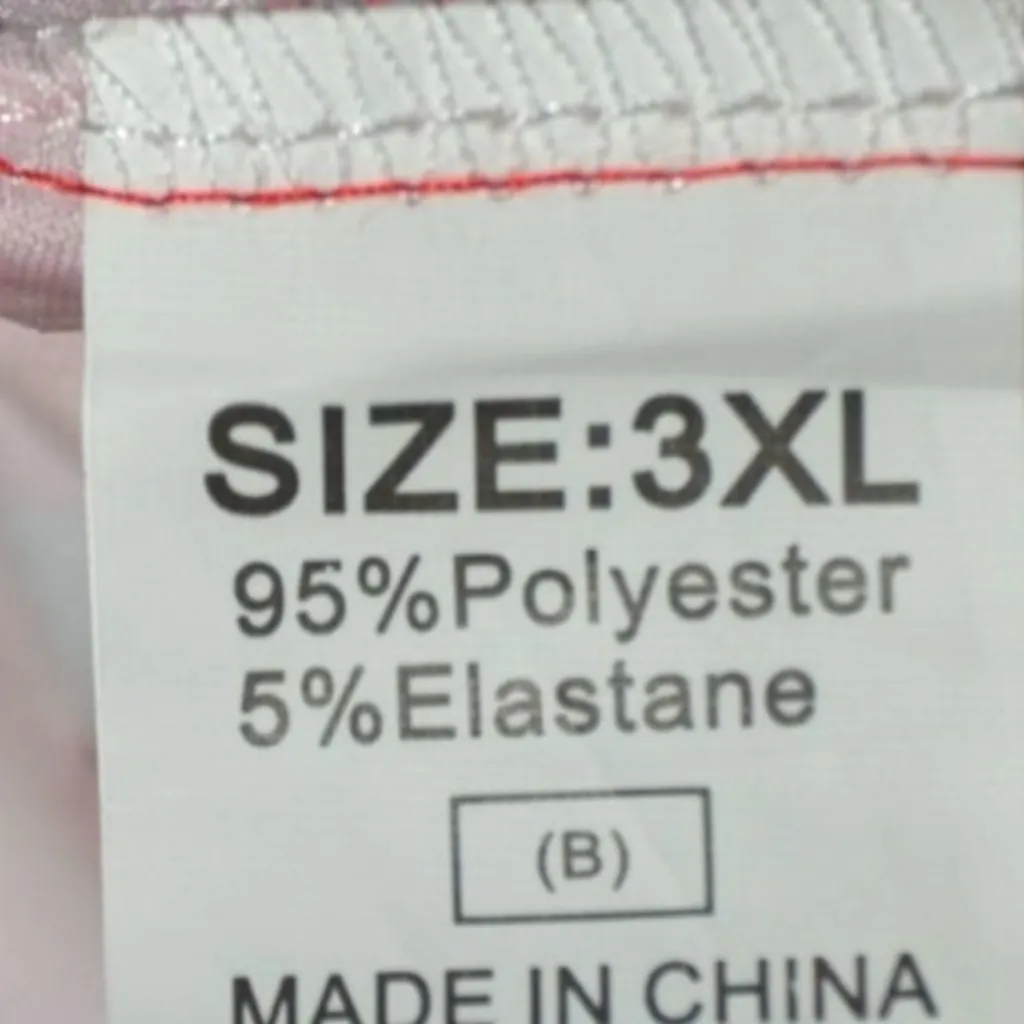 SIZE:3XL
95%Polyester
5%Elastane
(B)
MADE IN CHINA